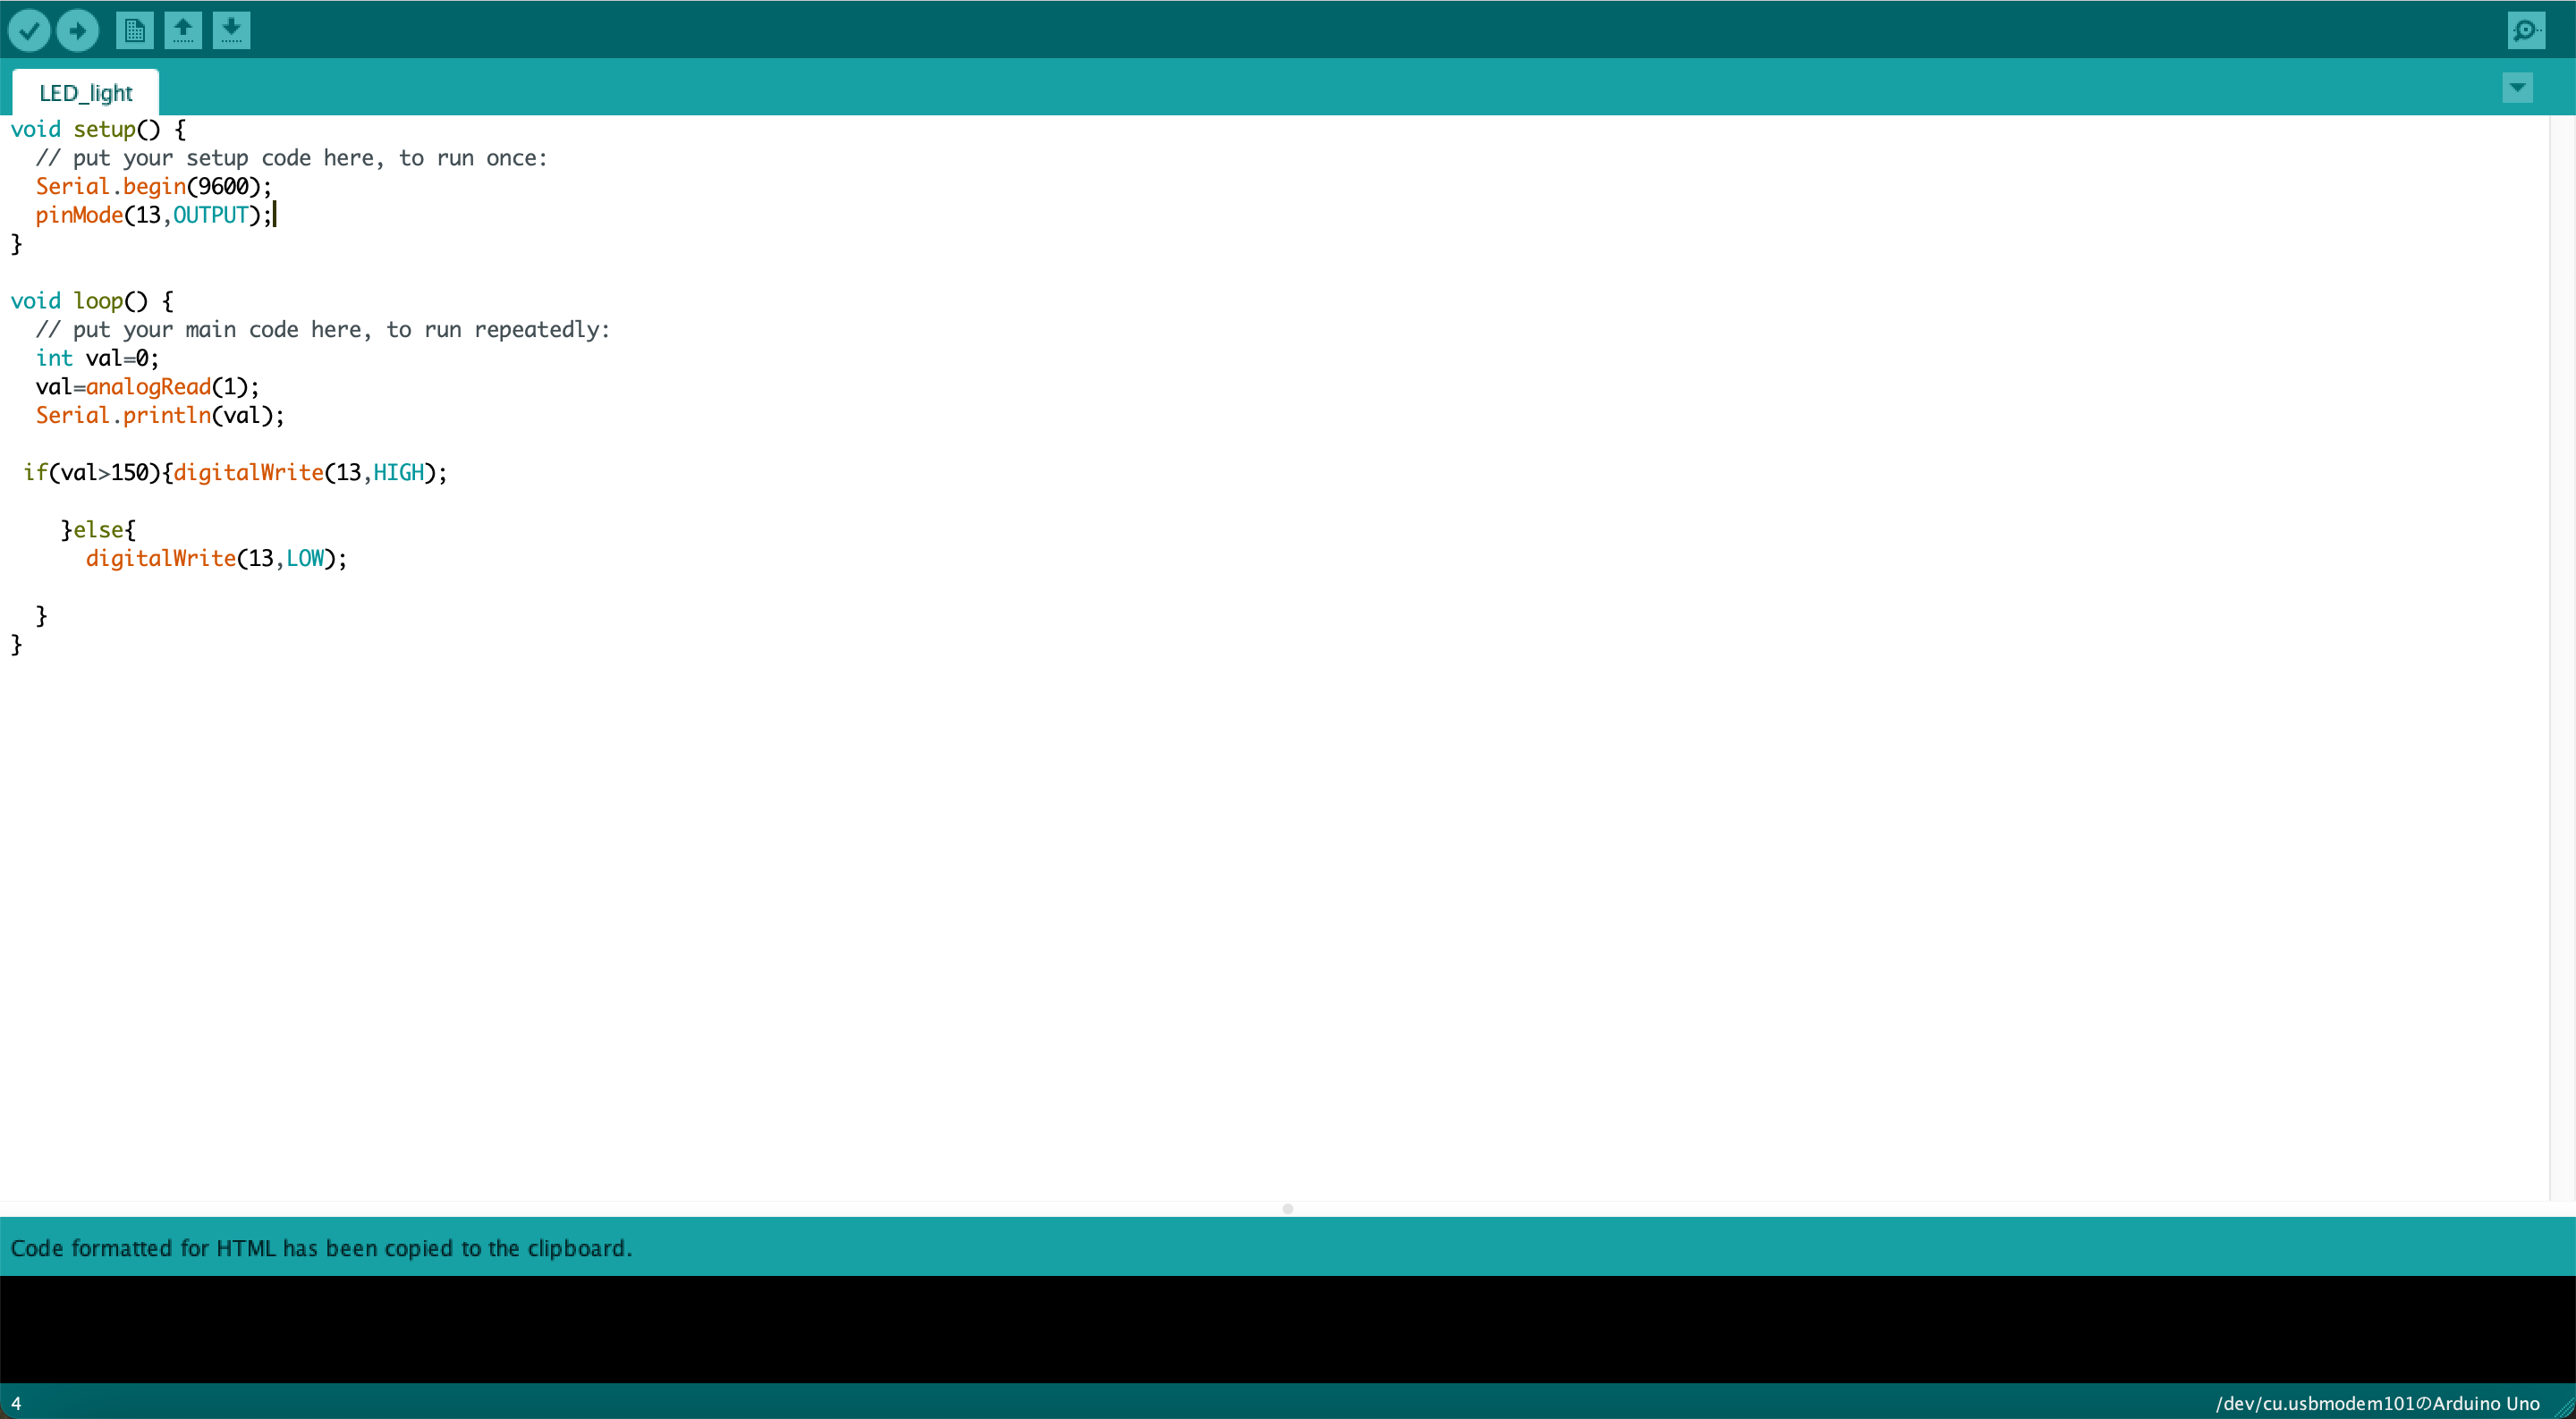 LED_light
void setup() {
  // put your setup code here, to run once:
  Serial.begin(9600);
  pinMode(13,OUTPUT);
}
void loop() {
  // put your main code here, to run repeatedly:
  int val=0;
  val=analogRead(1);
  Serial.println(val);
 if(val>150){digitalWrite(13,HIGH);
    }else{
      digitalWrite(13,LOW);
  }
}
Code formatted for HTML has been copied to the clipboard.
4
/dev/cu.usbmodem101のArduino Uno